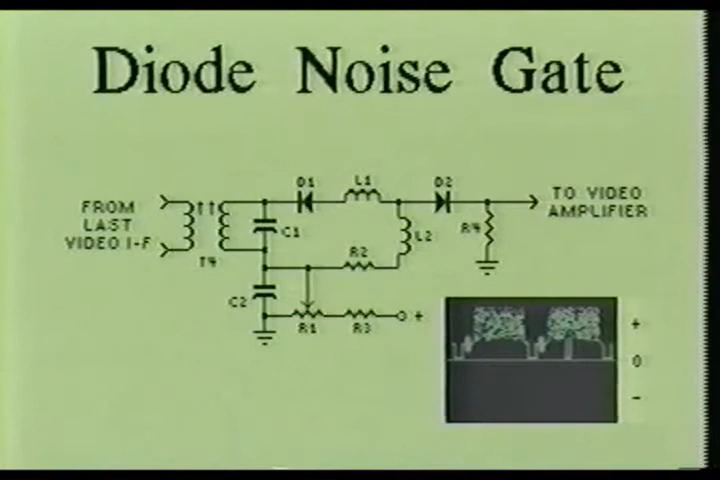 Diode Noise Gate
D1
L1
D2
FROM
LAST
VIDEO I-F
TO VIDEO
AMPLIFIER
C1
L2
R4
T4
R2
C2
R1
R3
+
+
0
-